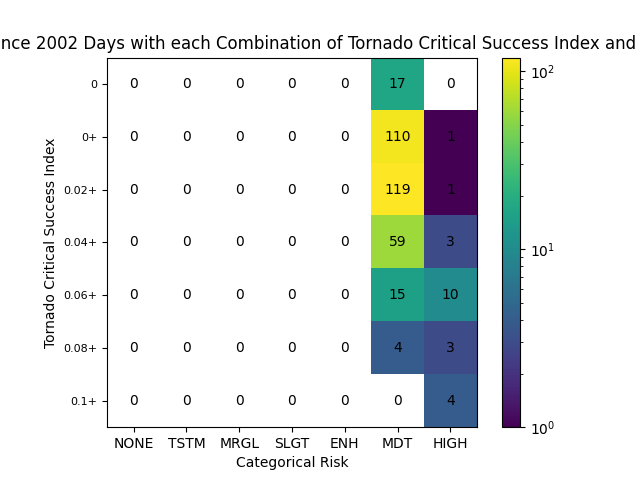 nce 2002 Days with each Combination of Tornado Critical Success Index and
Tornado Critical Success Index
0 0 0 0 0 0 17 0
0+ 0 0 0 0 0 110 1
0.02+ 0 0 0 0 0 119 1
0.04+ 0 0 0 0 0 59 3
0.06+ 0 0 0 0 0 15 10
0.08+ 0 0 0 0 0 4 3
0.1+ 0 0 0 0 0 0 4
NONE TSTM MRGL SLGT ENH MDT HIGH
Categorical Risk
10²
10¹
10⁰